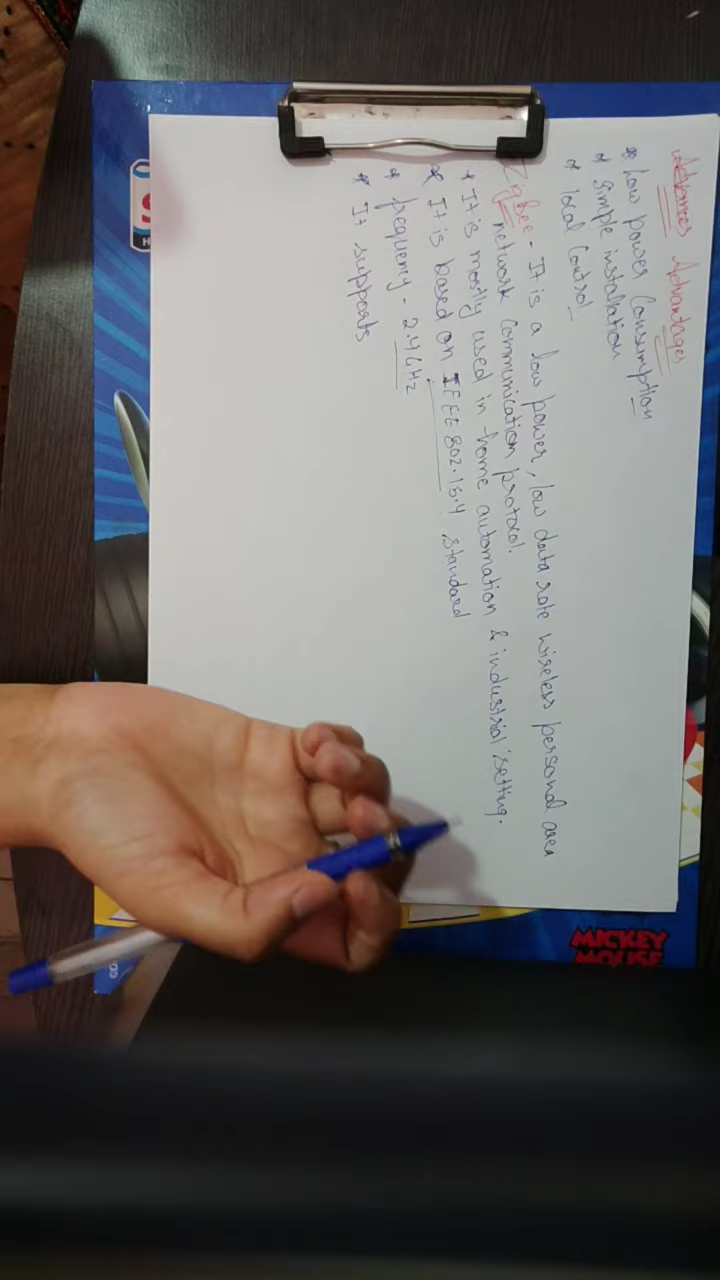 Advances Advantages
* Low power Consumption
* simple installation
* local Control
Zigbee - It is a low power, low data rate wireless personal area
network communication protocol.
* It is mostly used in home automation & industrial setting.
* It is based on IEEE 802.15.4 standard
* frequency - 2.4GHz
* It supports
MICKEY
MOUSE